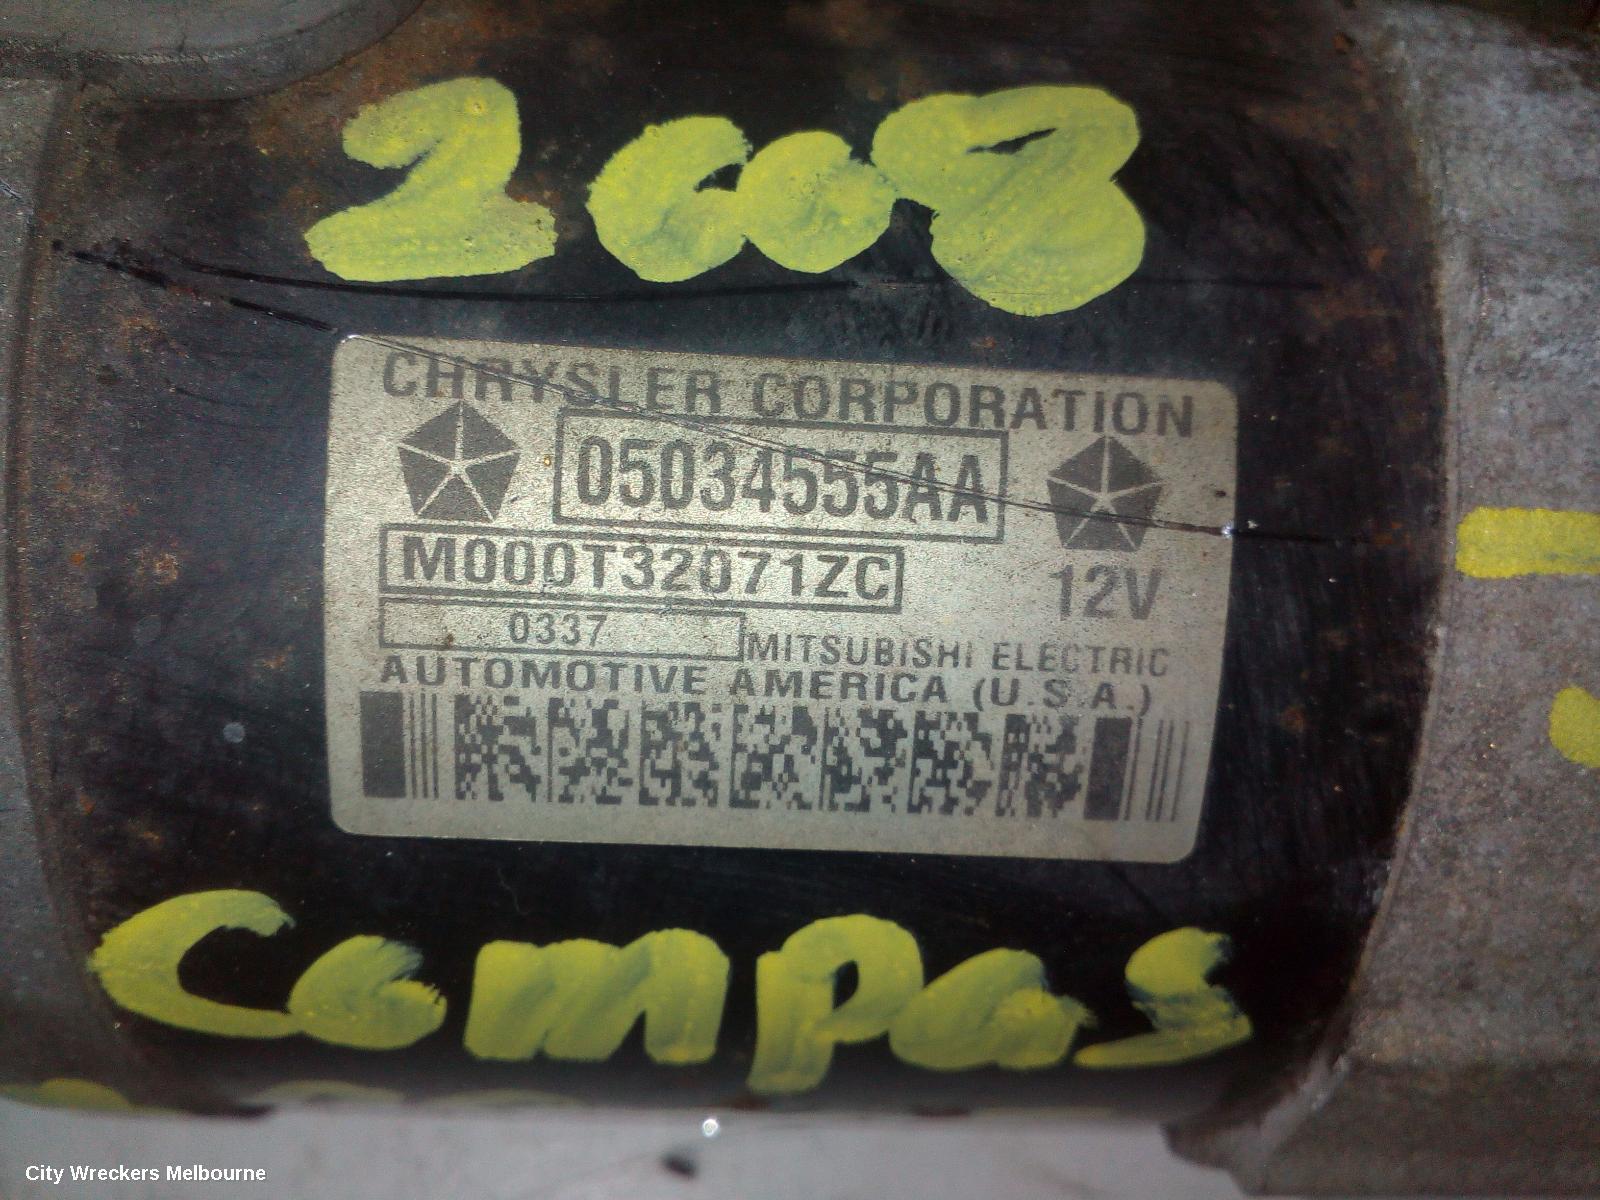 2008
CHRYSLER CORPORATION
05034555AA
M000T32071ZC
12V
0337
MITSUBISHI ELECTRIC
AUTOMOTIVE AMERICA (U.S.A.)
Compas
City Wreckers Melbourne